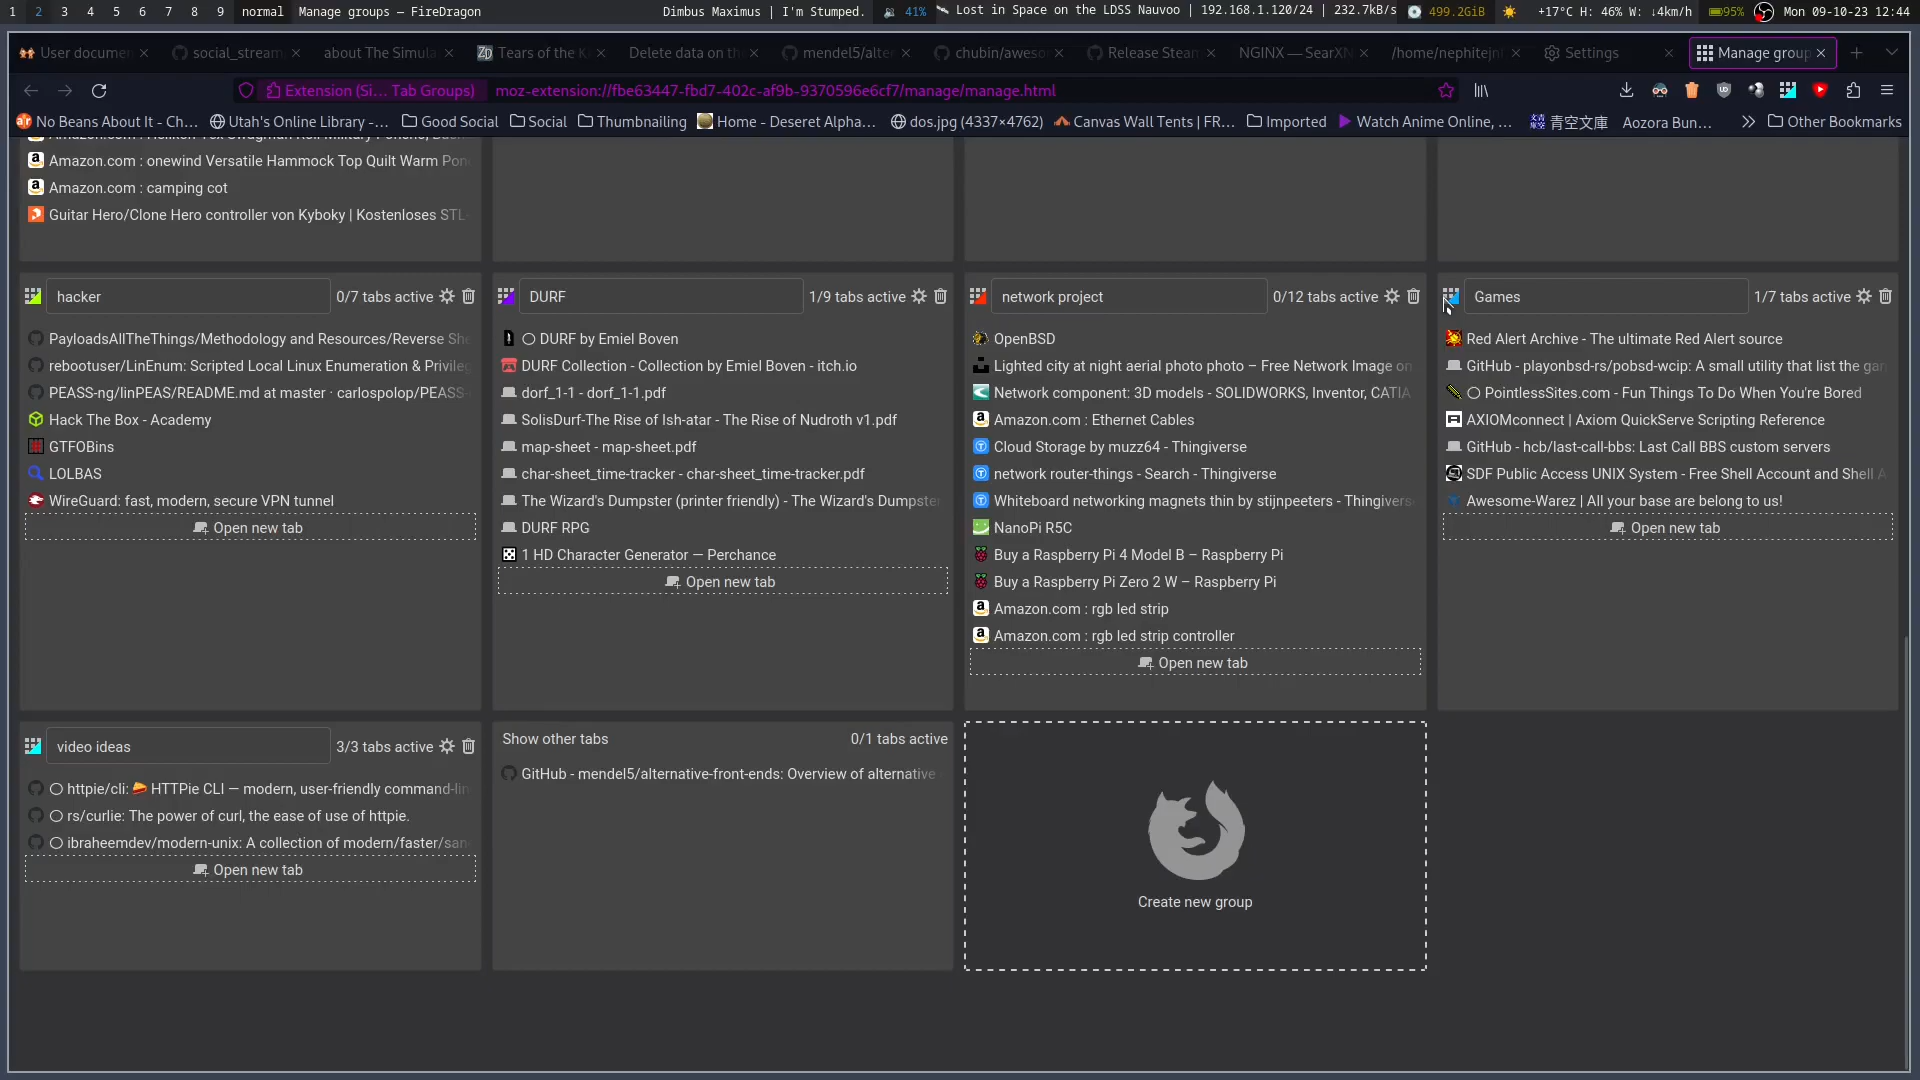 1 2 3 4 5 6 7 8 9 normal Manage groups — FireDragon Dimbus Maximus | I'm Stumped. 41% Lost in Space on the LDSS Nauvoo | 192.168.1.120/24 | 232.7kB/s 499.2GiB +17°C H: 46% W: ↓4km/h 95% Mon 09-10-23 12:44
User documen social_stream about The Simula Tears of the K Delete data on th mendel5/alter chubin/aweso Release Steam NGINX — SearXN /home/nephitejnf Settings Manage group
Extension (Si... Tab Groups) moz-extension://fbe63447-fbd7-402c-af9b-9370596e6cf7/manage/manage.html
No Beans About It - Ch... Utah's Online Library -... Good Social Social Thumbnailing Home - Deseret Alpha... dos.jpg (4337×4762) Canvas Wall Tents | FR... Imported Watch Anime Online, ... 青空文庫 Aozora Bun... Other Bookmarks
Amazon.com : onewind Versatile Hammock Top Quilt Warm Pon
Amazon.com : camping cot
Guitar Hero/Clone Hero controller von Kyboky | Kostenloses STL
hacker 0/7 tabs active
PayloadsAllTheThings/Methodology and Resources/Reverse She
rebootuser/LinEnum: Scripted Local Linux Enumeration & Privileg
PEASS-ng/linPEAS/README.md at master · carlospolop/PEASS-
Hack The Box - Academy
GTFOBins
LOLBAS
WireGuard: fast, modern, secure VPN tunnel
Open new tab
DURF 1/9 tabs active
DURF by Emiel Boven
DURF Collection - Collection by Emiel Boven - itch.io
dorf_1-1 - dorf_1-1.pdf
SolisDurf-The Rise of Ish-atar - The Rise of Nudroth v1.pdf
map-sheet - map-sheet.pdf
char-sheet_time-tracker - char-sheet_time-tracker.pdf
The Wizard's Dumpster (printer friendly) - The Wizard's Dumpste
DURF RPG
1 HD Character Generator — Perchance
Open new tab
network project 0/12 tabs active
OpenBSD
Lighted city at night aerial photo photo – Free Network Image on
Network component: 3D models - SOLIDWORKS, Inventor, CATIA
Amazon.com : Ethernet Cables
Cloud Storage by muzz64 - Thingiverse
network router-things - Search - Thingiverse
Whiteboard networking magnets thin by stijnpeeters - Thingivers
NanoPi R5C
Buy a Raspberry Pi 4 Model B – Raspberry Pi
Buy a Raspberry Pi Zero 2 W – Raspberry Pi
Amazon.com : rgb led strip
Amazon.com : rgb led strip controller
Open new tab
Games 1/7 tabs active
Red Alert Archive - The ultimate Red Alert source
GitHub - playonbsd-rs/pobsd-wcip: A small utility that list the gam
PointlessSites.com - Fun Things To Do When You're Bored
AXIOMconnect | Axiom QuickServe Scripting Reference
GitHub - hcb/last-call-bbs: Last Call BBS custom servers
SDF Public Access UNIX System - Free Shell Account and Shell A
Awesome-Warez | All your base are belong to us!
Open new tab
video ideas 3/3 tabs active
httpie/cli: 🥧 HTTPie CLI — modern, user-friendly command-lin
rs/curlie: The power of curl, the ease of use of httpie.
ibraheemdev/modern-unix: A collection of modern/faster/san
Open new tab
Show other tabs 0/1 tabs active
GitHub - mendel5/alternative-front-ends: Overview of alternative
Create new group